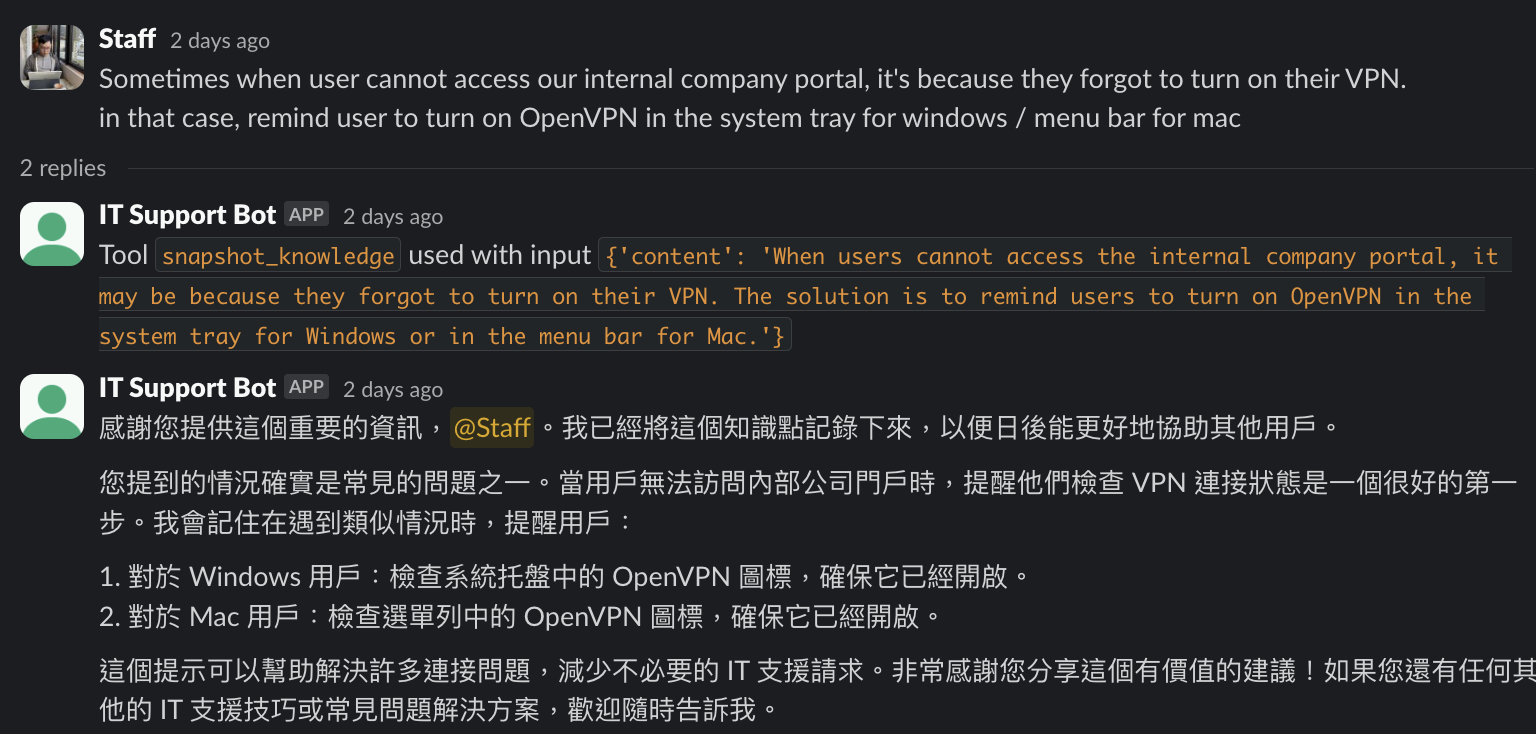 Staff 2 days ago
Sometimes when user cannot access our internal company portal, it's because they forgot to turn on their VPN.
in that case, remind user to turn on OpenVPN in the system tray for windows / menu bar for mac
2 replies
IT Support Bot APP 2 days ago
Tool snapshot_knowledge used with input {'content': 'When users cannot access the internal company portal, it
may be because they forgot to turn on their VPN. The solution is to remind users to turn on OpenVPN in the
system tray for Windows or in the menu bar for Mac.'}
IT Support Bot APP 2 days ago
感謝您提供這個重要的資訊，@Staff。我已經將這個知識點記錄下來，以便日後能更好地協助其他用戶。
您提到的情況確實是常見的問題之一。當用戶無法訪問內部公司門戶時，提醒他們檢查 VPN 連接狀態是一個很好的第一
步。我會記住在遇到類似情況時，提醒用戶：
1. 對於 Windows 用戶：檢查系統托盤中的 OpenVPN 圖標，確保它已經開啟。
2. 對於 Mac 用戶：檢查選單列中的 OpenVPN 圖標，確保它已經開啟。
這個提示可以幫助解決許多連接問題，減少不必要的 IT 支援請求。非常感謝您分享這個有價值的建議！如果您還有任何其
他的 IT 支援技巧或常見問題解決方案，歡迎隨時告訴我。